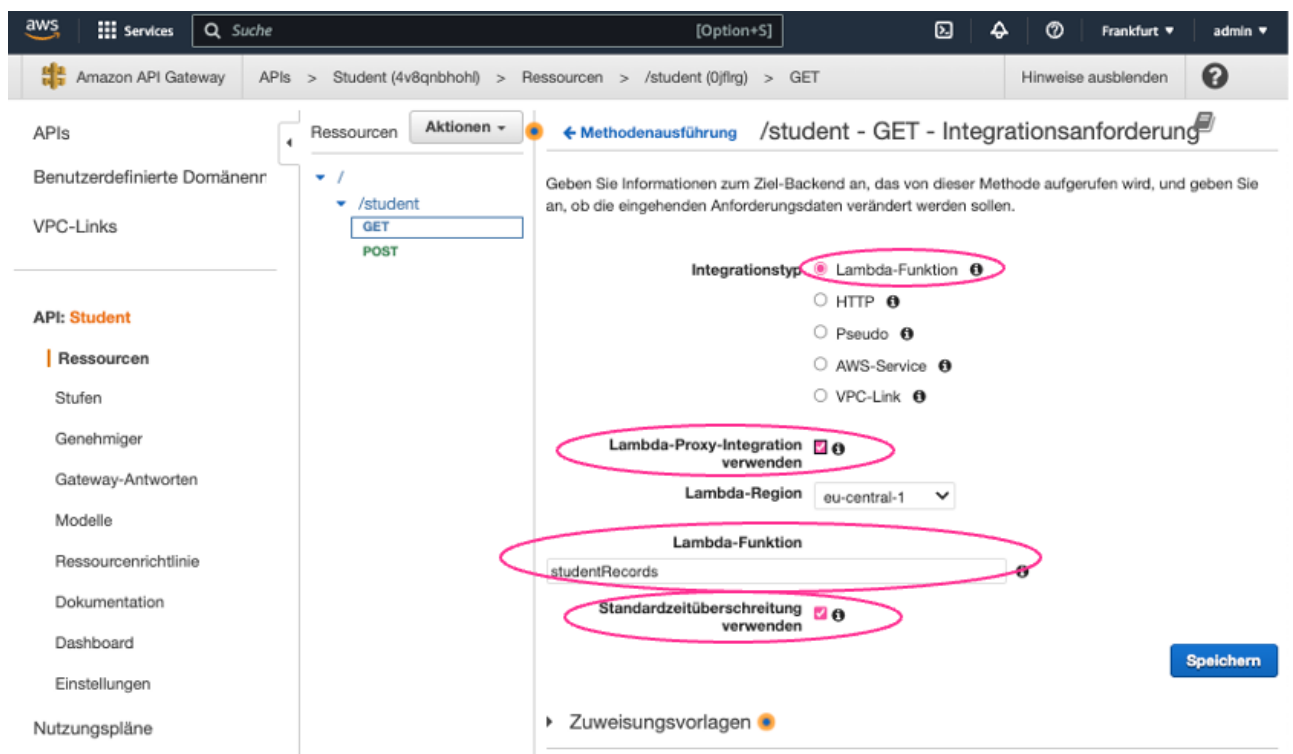 aws Services Suche [Option+S] Frankfurt ▼ admin ▼
Amazon API Gateway APIs > Student (4v8qnbhohl) > Ressourcen > /student (0jflrg) > GET Hinweise ausblenden
APIs
Benutzerdefinierte Domänenn
VPC-Links
API: Student
Ressourcen
Stufen
Genehmiger
Gateway-Antworten
Modelle
Ressourcenrichtlinie
Dokumentation
Dashboard
Einstellungen
Nutzungspläne
Ressourcen Aktionen
/
/student
GET
POST
← Methodenausführung /student - GET - Integrationsanforderung
Geben Sie Informationen zum Ziel-Backend an, das von dieser Methode aufgerufen wird, und geben Sie
an, ob die eingehenden Anforderungsdaten verändert werden sollen.
Integrationstyp Lambda-Funktion
HTTP
Pseudo
AWS-Service
VPC-Link
Lambda-Proxy-Integration
verwenden
Lambda-Region eu-central-1
Lambda-Funktion
studentRecords
Standardzeitüberschreitung
verwenden
Speichern
Zuweisungsvorlagen